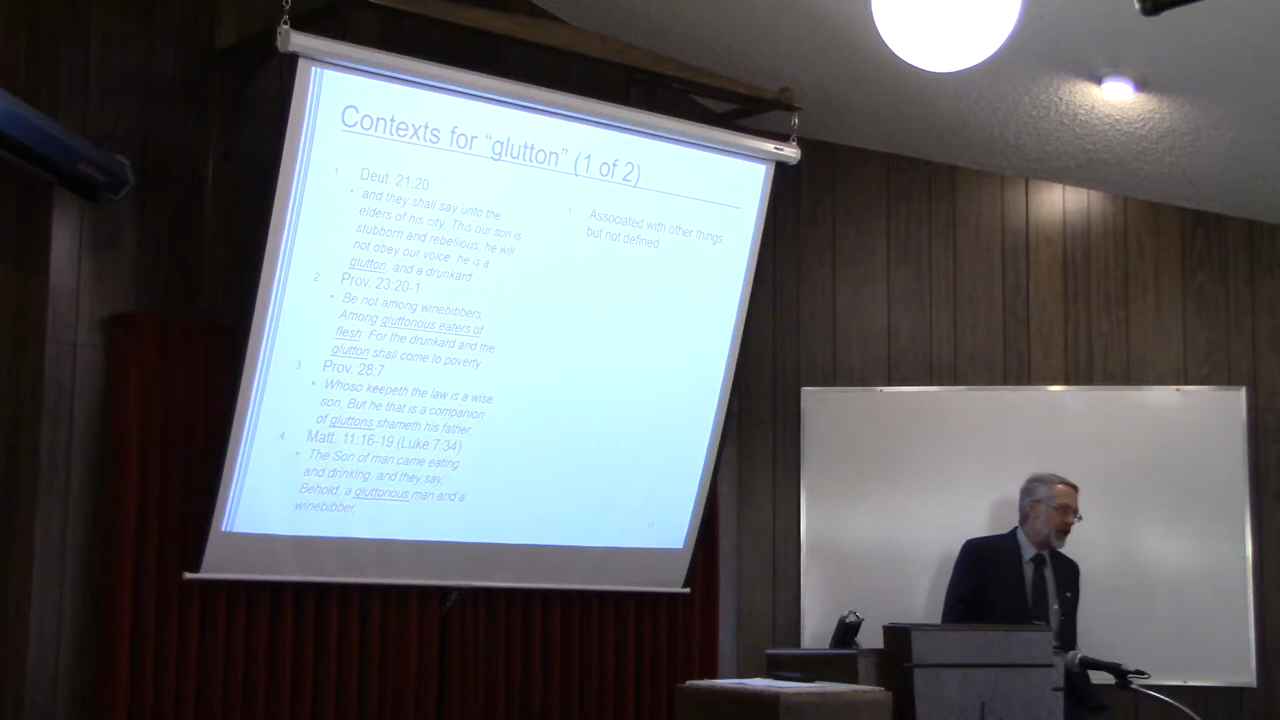 Contexts for “glutton” (1 of 2)
1. Deut. 21:20
• and they shall say unto the
elders of his city, This our son is
stubborn and rebellious, he will
not obey our voice, he is a
glutton, and a drunkard
2. Prov. 23:20-1
• Be not among winebibbers,
Among gluttonous eaters of
flesh: For the drunkard and the
glutton shall come to poverty...
3. Prov. 28:7
• Whoso keepeth the law is a wise
son; But he that is a companion
of gluttons shameth his father.
4. Matt. 11:16-19 (Luke 7:34)
• The Son of man came eating
and drinking, and they say,
Behold, a gluttonous man and a
winebibber,
1. Associated with other things,
but not defined